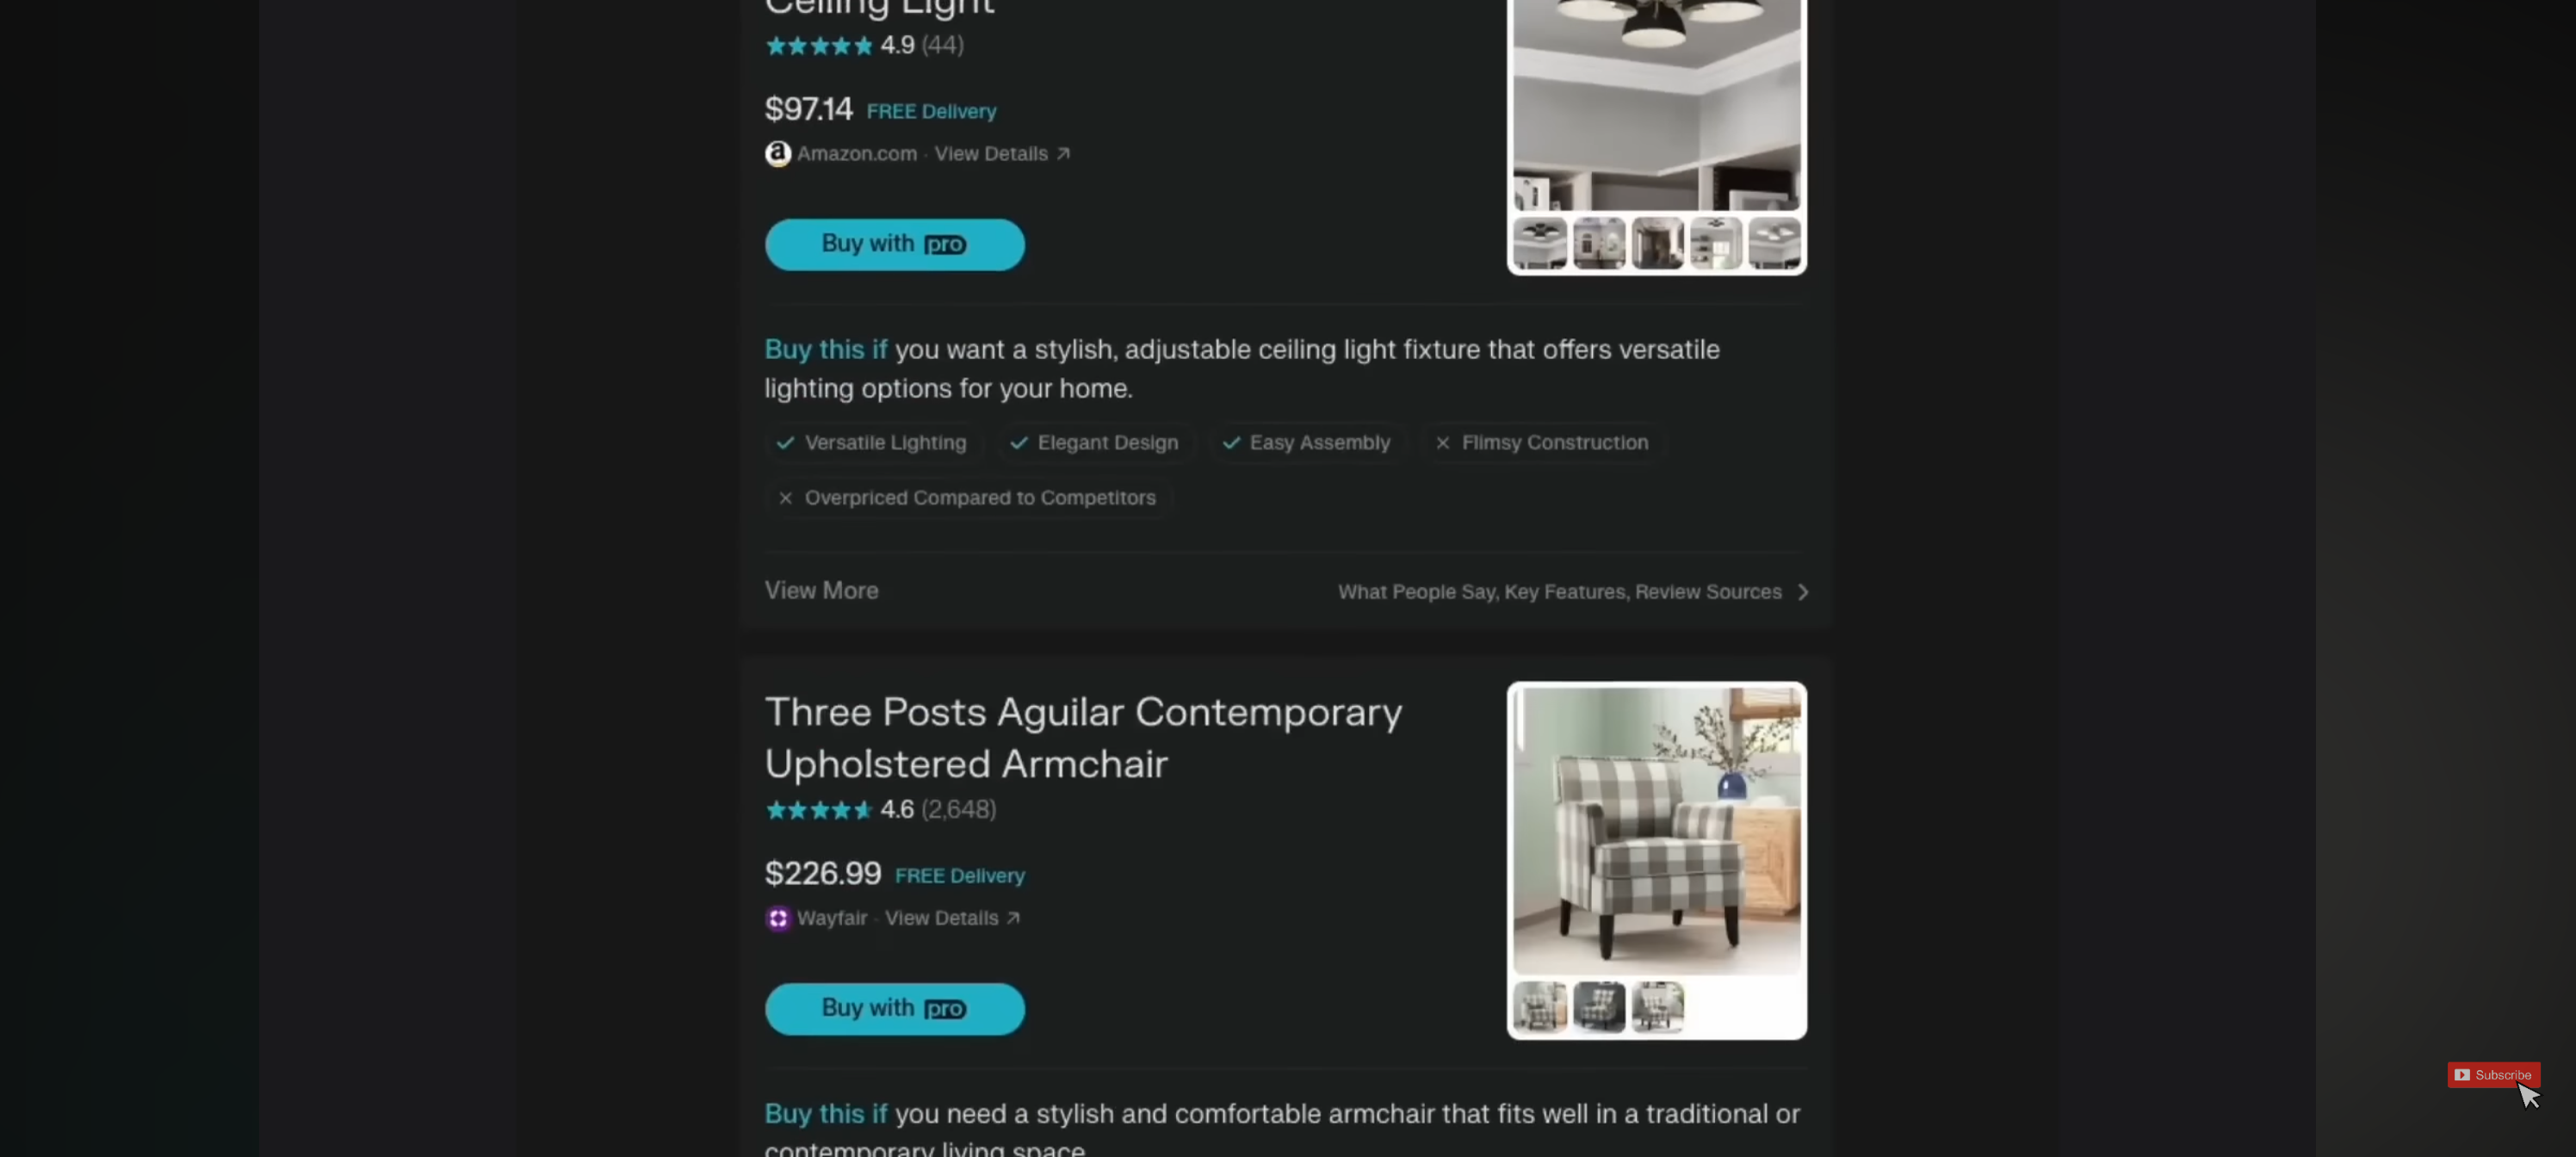 Ceiling Light
4.9 (44)
$97.14 FREE Delivery
a Amazon.com · View Details ↗
Buy with pro
Buy this if you want a stylish, adjustable ceiling light fixture that offers versatile
lighting options for your home.
✓ Versatile Lighting ✓ Elegant Design ✓ Easy Assembly × Flimsy Construction
× Overpriced Compared to Competitors
View More What People Say, Key Features, Review Sources >
Three Posts Aguilar Contemporary
Upholstered Armchair
4.6 (2,648)
$226.99 FREE Delivery
Wayfair · View Details ↗
Buy with pro
Subscribe
Buy this if you need a stylish and comfortable armchair that fits well in a traditional or
contemporary living space